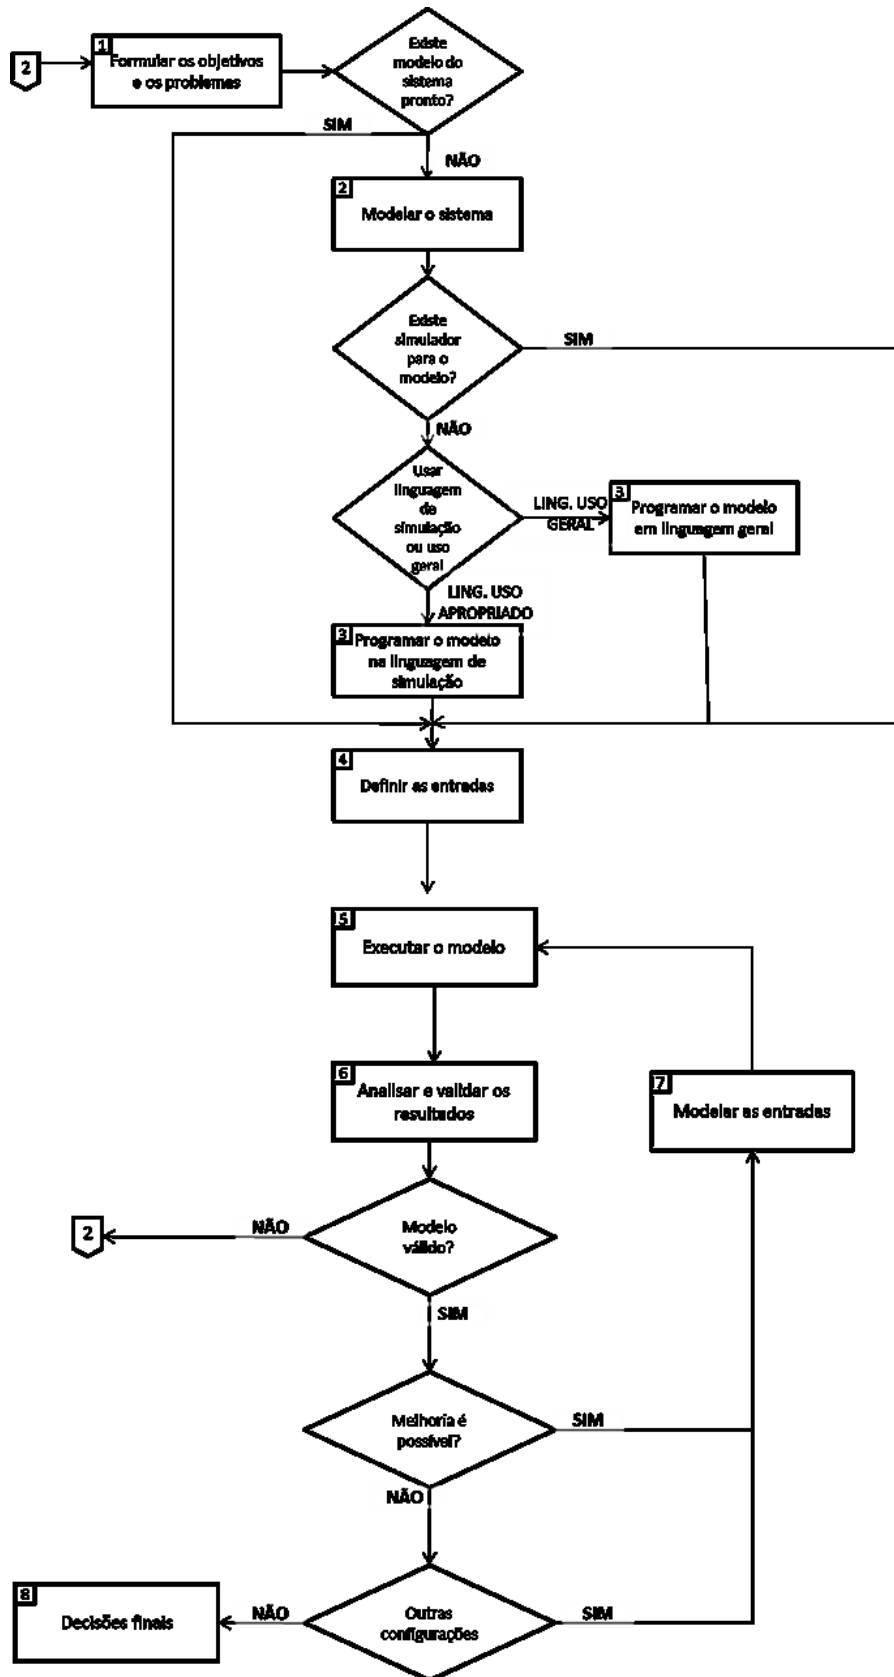 2
1
Formular os objetivos
e os problemas
Existe
modelo do
sistema
pronto?
SIM
NÃO
2
Modelar o sistema
Existe
simulador
para o
modelo?
SIM
NÃO
Usar
linguagem
de
simulação
ou uso
geral
LING. USO
GERAL
3
Programar o modelo
em linguagem geral
LING. USO
APROPRIADO
3
Programar o modelo
na linguagem de
simulação
4
Definir as entradas
5
Executar o modelo
6
Analisar e validar os
resultados
7
Modelar as entradas
2
NÃO
Modelo
válido?
SIM
Melhoria é
possível?
SIM
NÃO
8
Decisões finais
NÃO
Outras
configurações
SIM